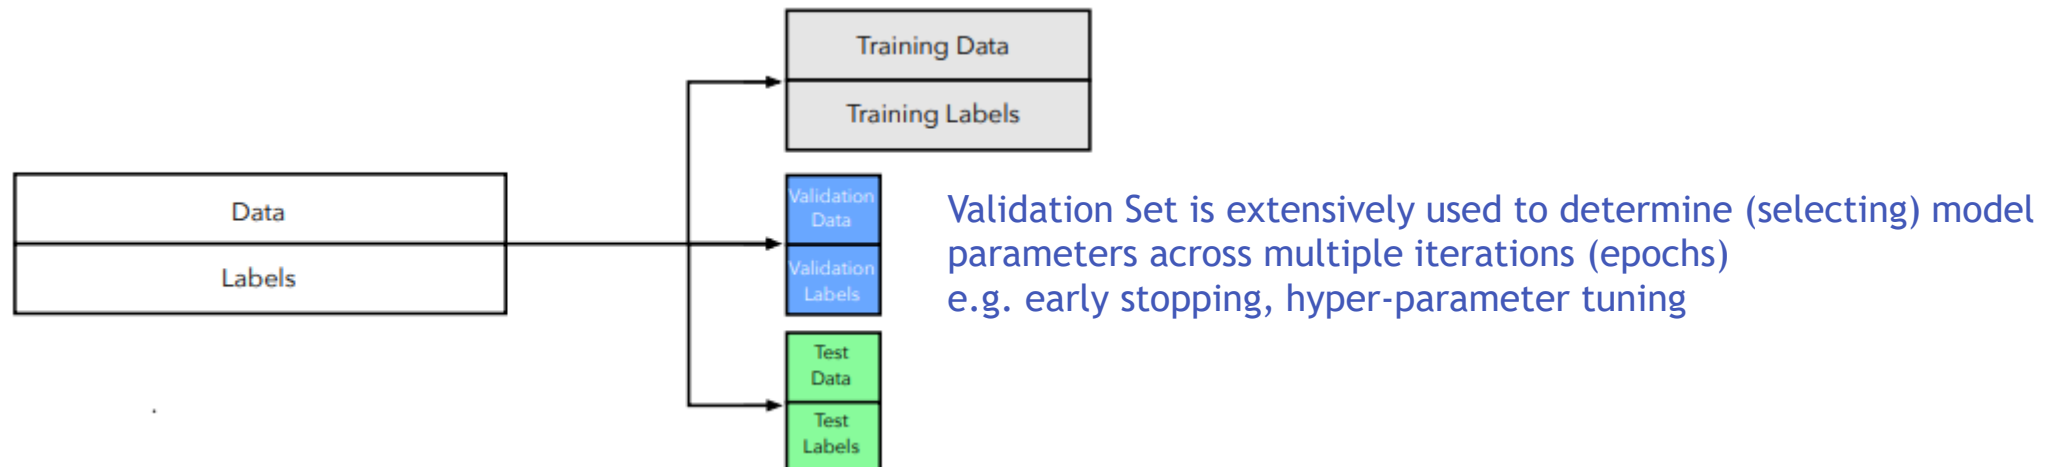 Training Data
Training Labels
Data
Labels
Validation
Data
Validation
Labels
Validation Set is extensively used to determine (selecting) model
parameters across multiple iterations (epochs)
e.g. early stopping, hyper-parameter tuning
Test
Data
Test
Labels